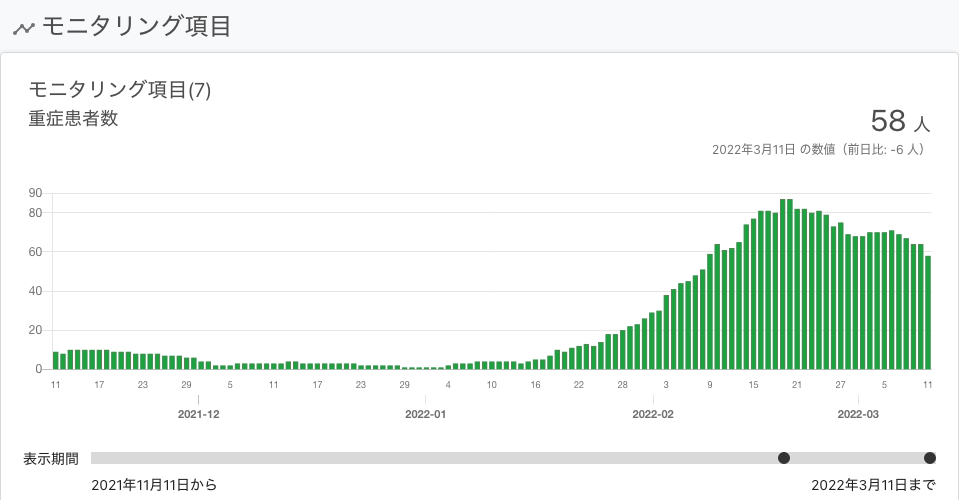 モニタリング項目
モニタリング項目(7)
重症患者数
58 人
2022年3月11日 の数値（前日比: -6 人）
90
80
60
40
20
0
11 17 23 29 5 11 17 23 29 4 10 16 22 28 3 9 15 21 27 5 11
2021-12 2022-01 2022-02 2022-03
表示期間
2021年11月11日から 2022年3月11日まで